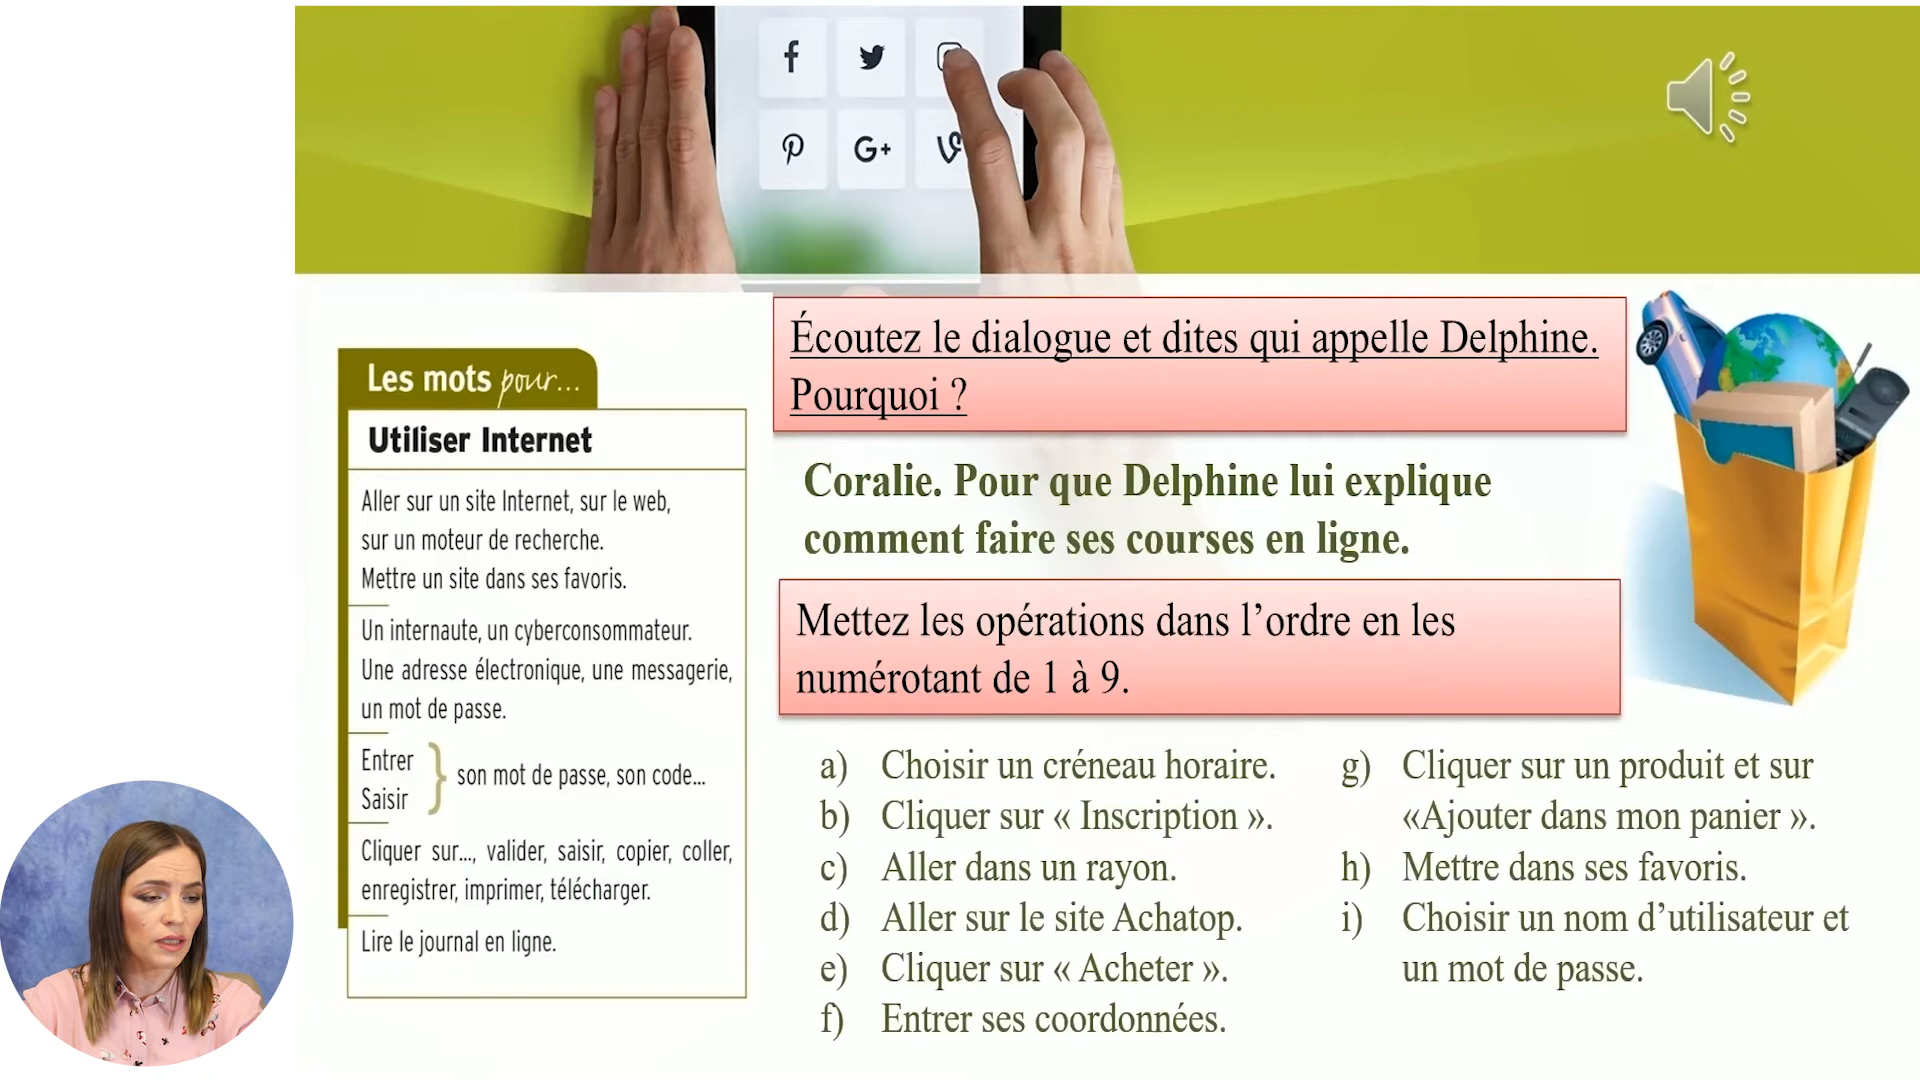 f
G+
Écoutez le dialogue et dites qui appelle Delphine.
Pourquoi ?
Les mots pour...
Utiliser Internet
Aller sur un site Internet, sur le web,
sur un moteur de recherche.
Mettre un site dans ses favoris.
Un internaute, un cyberconsommateur.
Une adresse électronique, une messagerie,
un mot de passe.
Entrer
Saisir
son mot de passe, son code...
Cliquer sur..., valider, saisir, copier, coller,
enregistrer, imprimer, télécharger.
Lire le journal en ligne.
Coralie. Pour que Delphine lui explique
comment faire ses courses en ligne.
Mettez les opérations dans l’ordre en les
numérotant de 1 à 9.
a) Choisir un créneau horaire.
b) Cliquer sur « Inscription ».
c) Aller dans un rayon.
d) Aller sur le site Achatop.
e) Cliquer sur « Acheter ».
f) Entrer ses coordonnées.
g) Cliquer sur un produit et sur
«Ajouter dans mon panier ».
h) Mettre dans ses favoris.
i) Choisir un nom d’utilisateur et
un mot de passe.